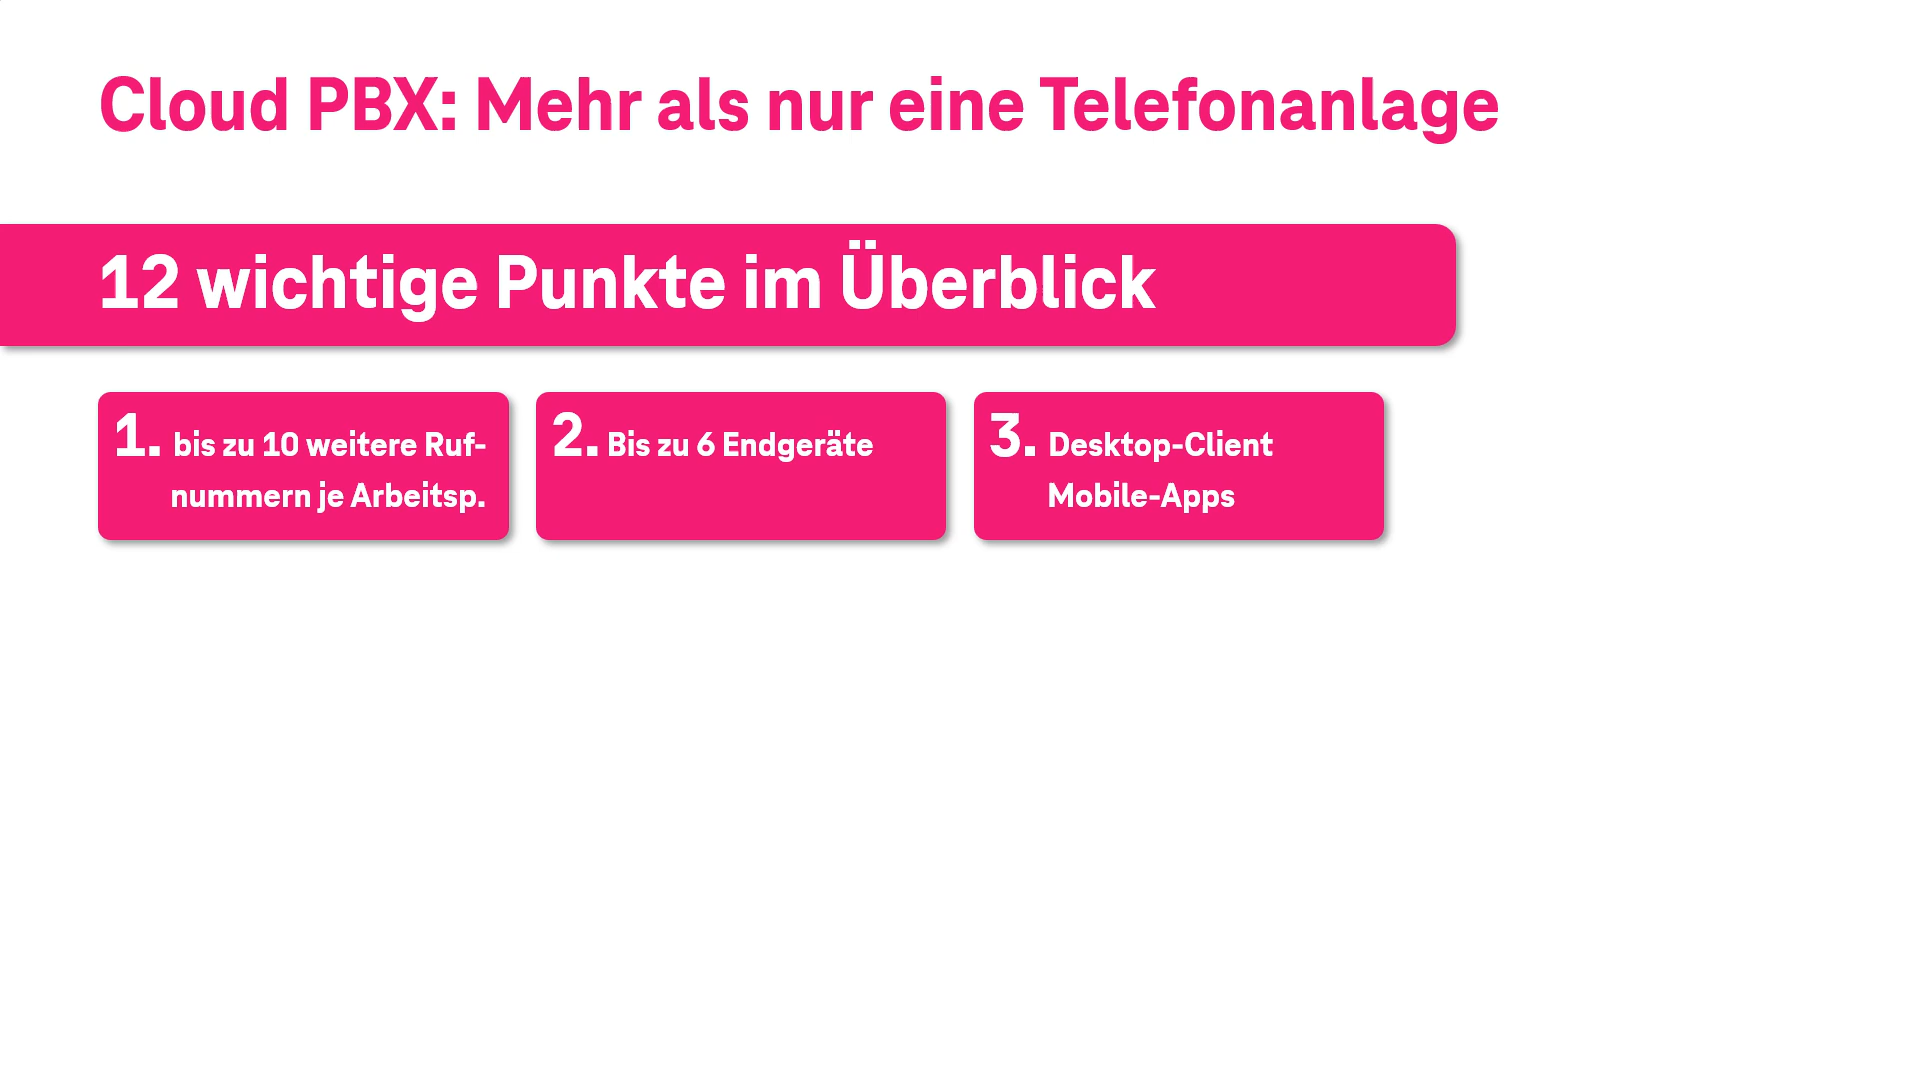 Cloud PBX: Mehr als nur eine Telefonanlage
12 wichtige Punkte im Überblick
1. bis zu 10 weitere Ruf-
nummern je Arbeitsp.
2. Bis zu 6 Endgeräte
3. Desktop-Client
Mobile-Apps